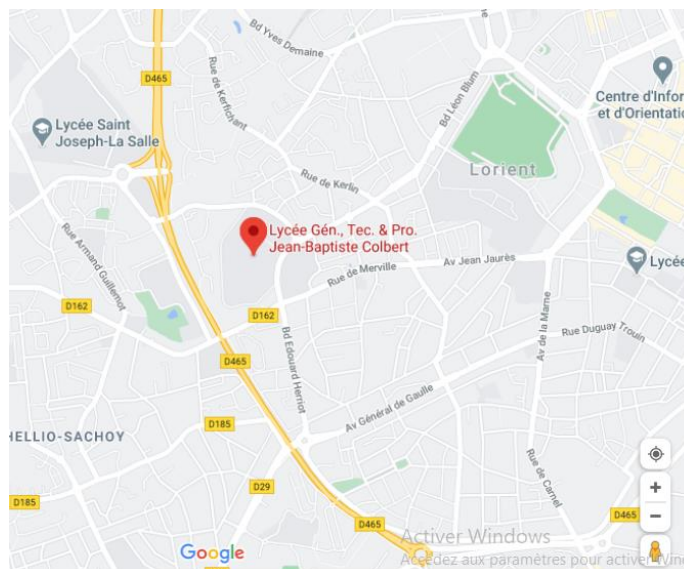 Bd Yves Demaine
D465
Rue de Kerfichant
Bd Léon Blum
Centre d'Infor
et d'Orientatio
Lycée Saint
Joseph-La Salle
Rue de Kerlin
Lorient
Lycée Gén., Tec. & Pro.
Jean-Baptiste Colbert
Rue Armand Guillemot
Av Jean Jaurès
Lycée
Rue de Merville
D162
D162
Av de la Marne
Rue Duguay Trouin
Bd Edouard Herriot
D465
Av Général de Gaulle
D185
HELLIO-SACHOY
Rue de Carnel
D29
D185
D465
D465
Google
Activer Windows
Accédez aux paramètres pour activer Wind